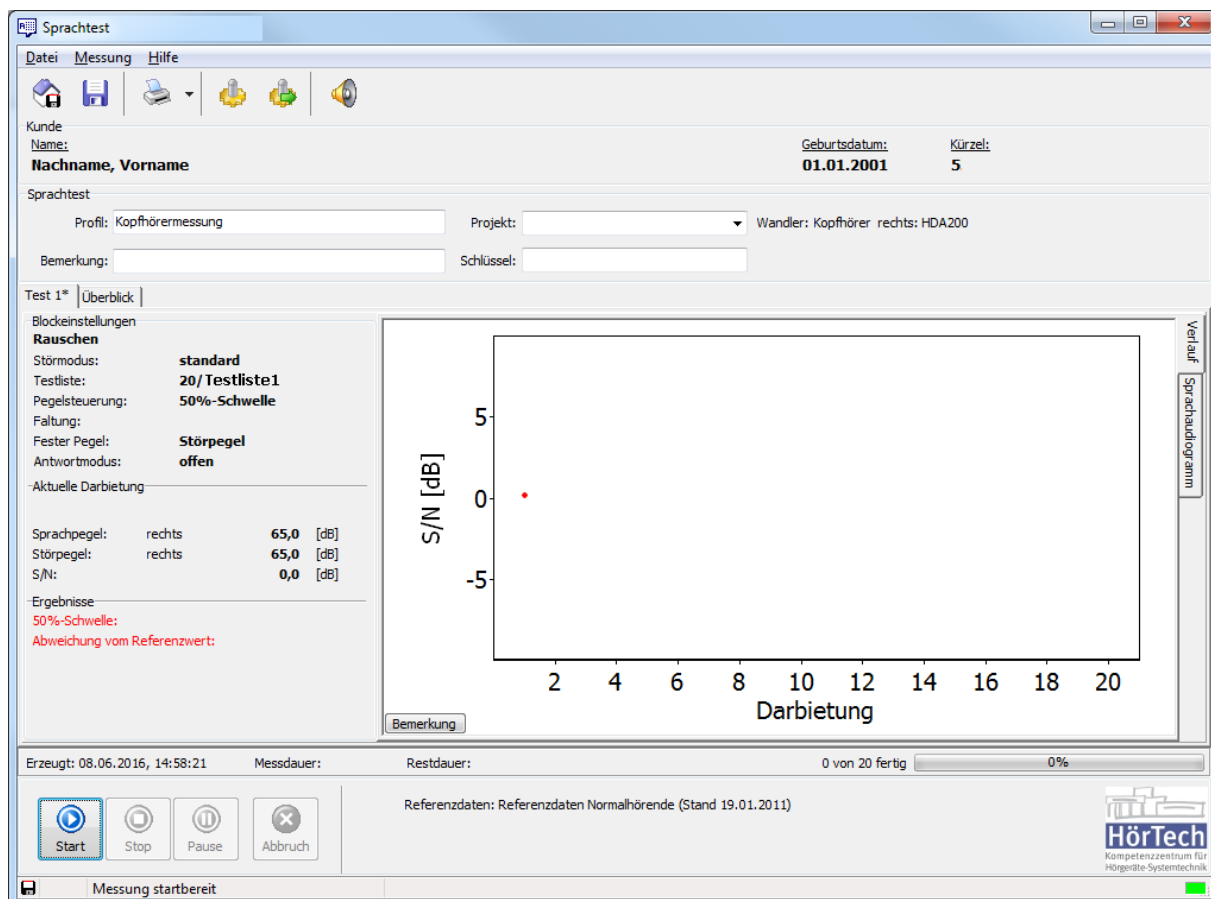 Sprachtest
Datei Messung Hilfe
Kunde
Name: Geburtsdatum: Kürzel:
Nachname, Vorname 01.01.2001 5
Sprachtest
Profil: Kopfhörermessung Projekt: Wandler: Kopfhörer rechts: HDA200
Bemerkung: Schlüssel:
Test 1* Überblick
Blockeinstellungen
Rauschen
Störmodus: standard
Testliste: 20/Testliste1
Pegelsteuerung: 50%-Schwelle
Faltung:
Fester Pegel: Störpegel
Antwortmodus: offen
Aktuelle Darbietung
Sprachpegel: rechts 65,0 [dB]
Störpegel: rechts 65,0 [dB]
S/N: 0,0 [dB]
Ergebnisse
50%-Schwelle:
Abweichung vom Referenzwert:
S/N [dB]
5
0
-5
2 4 6 8 10 12 14 16 18 20
Darbietung
Bemerkung
Verlauf
Sprachaudiogramm
Erzeugt: 08.06.2016, 14:58:21 Messdauer: Restdauer: 0 von 20 fertig 0%
Start Stop Pause Abbruch
Referenzdaten: Referenzdaten Normalhörende (Stand 19.01.2011)
HörTech
Kompetenzzentrum für
Hörgeräte-Systemtechnik
Messung startbereit